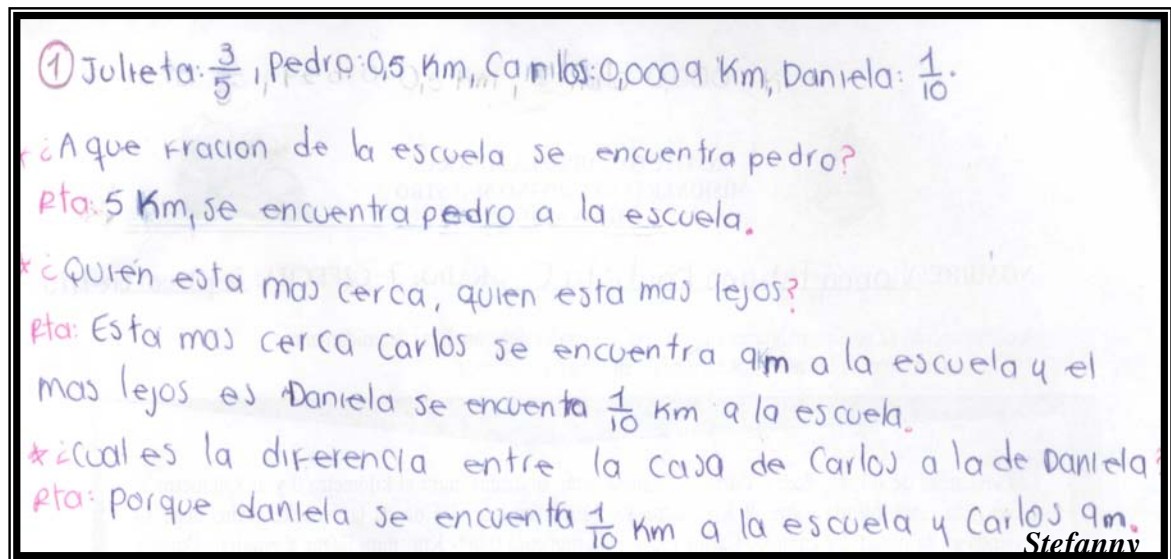 ① Julieta: 3/5, Pedro: 0,5 Km, Camilos: 0,0009 Km, Daniela: 1/10.
* ¿A que fracion de la escuela se encuentra pedro?
Rta: 5 Km, se encuentra pedro a la escuela.
* ¿Quién esta mas cerca, quien esta mas lejos?
Rta: Esta mas cerca Carlos se encuentra 9km a la escuela y el
mas lejos es Daniela se encuenta 1/10 Km a la escuela.
* ¿Cual es la diferencia entre la casa de Carlos a la de Daniela?
Rta: porque daniela se encuenta 1/10 Km a la escuela y Carlos 9m.
Stefanny